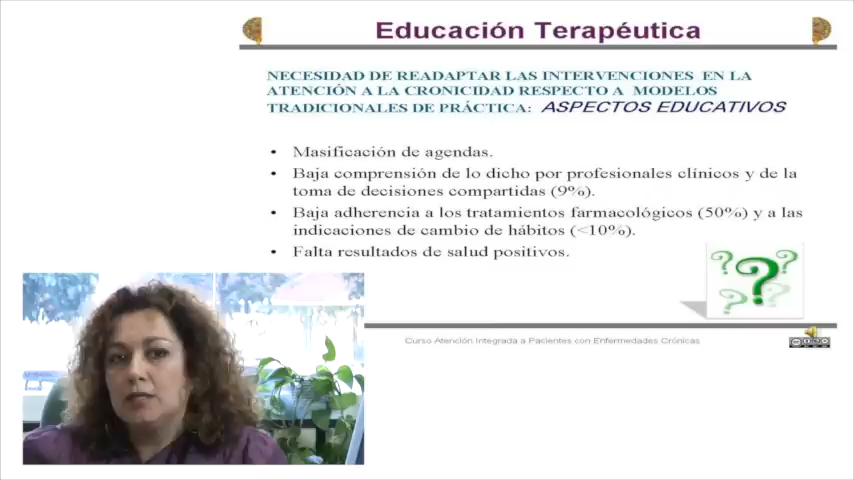 Educación Terapéutica
NECESIDAD DE READAPTAR LAS INTERVENCIONES EN LA
ATENCIÓN A LA CRONICIDAD RESPECTO A MODELOS
TRADICIONALES DE PRÁCTICA: ASPECTOS EDUCATIVOS
• Masificación de agendas.
• Baja comprensión de lo dicho por profesionales clínicos y de la
toma de decisiones compartidas (9%).
• Baja adherencia a los tratamientos farmacológicos (50%) y a las
indicaciones de cambio de hábitos (<10%).
• Falta resultados de salud positivos.
? ? ? ? ?
Curso Atención Integrada a Pacientes con Enfermedades Crónicas